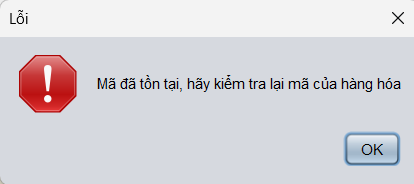 Lỗi
Mã đã tồn tại, hãy kiểm tra lại mã của hàng hóa
OK